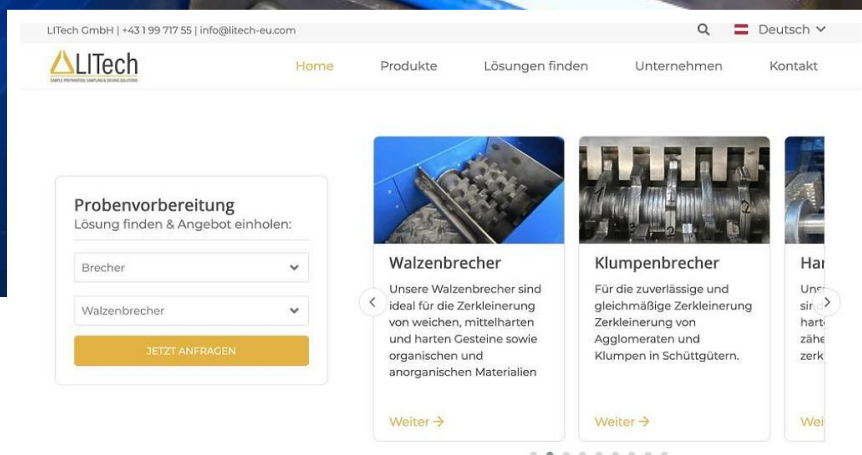 LITech GmbH | +43 1 99 717 55 | info@litech-eu.com
Deutsch
LITech
Home Produkte Lösungen finden Unternehmen Kontakt
Probenvorbereitung
Lösung finden & Angebot einholen:
Brecher
Walzenbrecher
JETZT ANFRAGEN
Walzenbrecher
Unsere Walzenbrecher sind
ideal für die Zerkleinerung
von weichen, mittelharten
und harten Gesteine sowie
organischen und
anorganischen Materialien
Weiter →
Klumpenbrecher
Für die zuverlässige und
gleichmäßige Zerkleinerung
Zerkleinerung von
Agglomeraten und
Klumpen in Schüttgütern.
Weiter →